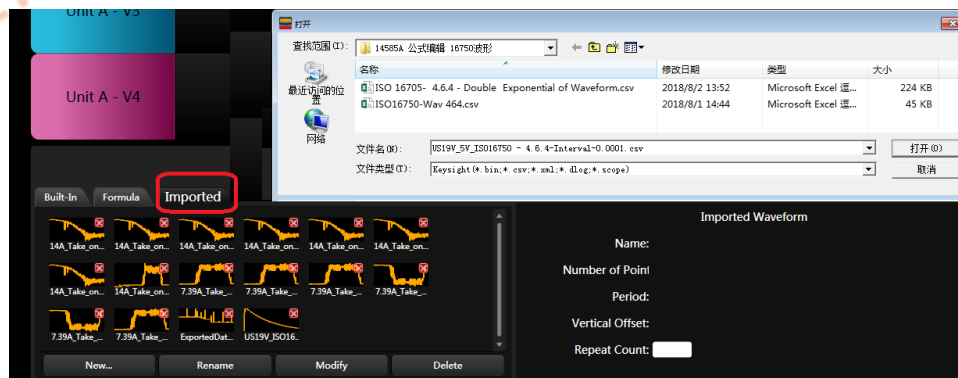 Unit A - V3
Unit A - V4
打开
查找范围(I):
14585A 公式编辑 16750波形
名称
修改日期
类型
大小
最近访问的位置
ISO 16705- 4.6.4 - Double Exponential of Waveform.csv
2018/8/2 13:52
Microsoft Excel 逗...
224 KB
ISO16750-Wav 464.csv
2018/8/1 14:44
Microsoft Excel 逗...
45 KB
网络
文件名(N):
US19V_5V_ISO16750 - 4.6.4-Interval-0.0001.csv
打开(O)
文件类型(T):
Keysight(*.bin;*.csv;*.xml;*.dlog;*.scope)
取消
Built-In
Formula
Imported
14A_Take_on...
14A_Take_on...
14A_Take_on...
14A_Take_on...
14A_Take_on...
14A_Take_on...
14A_Take_on...
14A_Take_on...
7.39A_Take_...
7.39A_Take_...
7.39A_Take_...
7.39A_Take_...
7.39A_Take_...
7.39A_Take_...
ExportedDat...
US19V_ISO16...
New...
Rename
Modify
Delete
Imported Waveform
Name:
Number of Point
Period:
Vertical Offset:
Repeat Count: